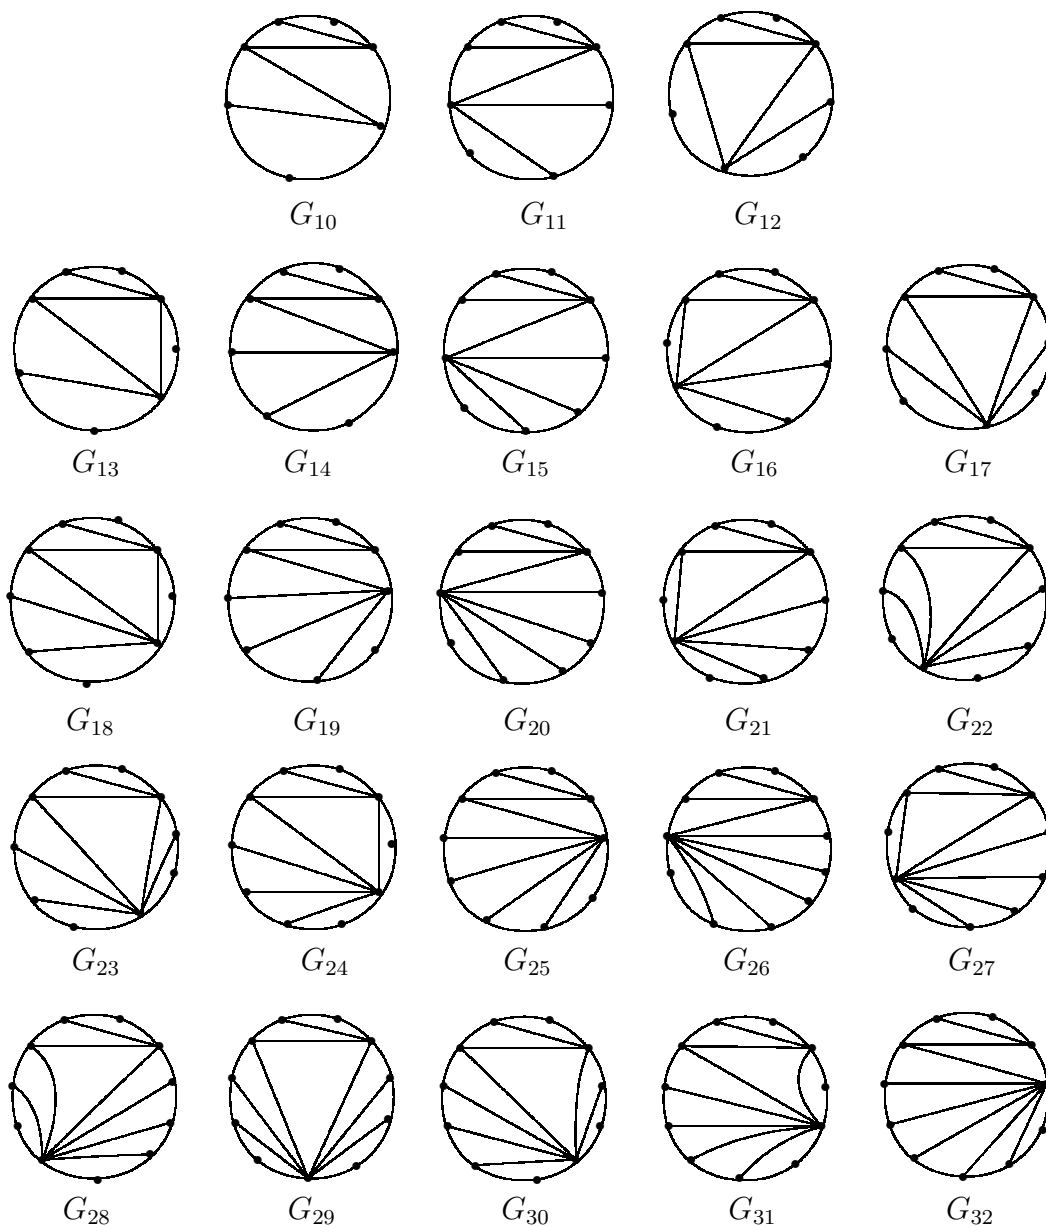 G₁₀ G₁₁ G₁₂
G₁₃ G₁₄ G₁₅ G₁₆ G₁₇
G₁₈ G₁₉ G₂₀ G₂₁ G₂₂
G₂₃ G₂₄ G₂₅ G₂₆ G₂₇
G₂₈ G₂₉ G₃₀ G₃₁ G₃₂